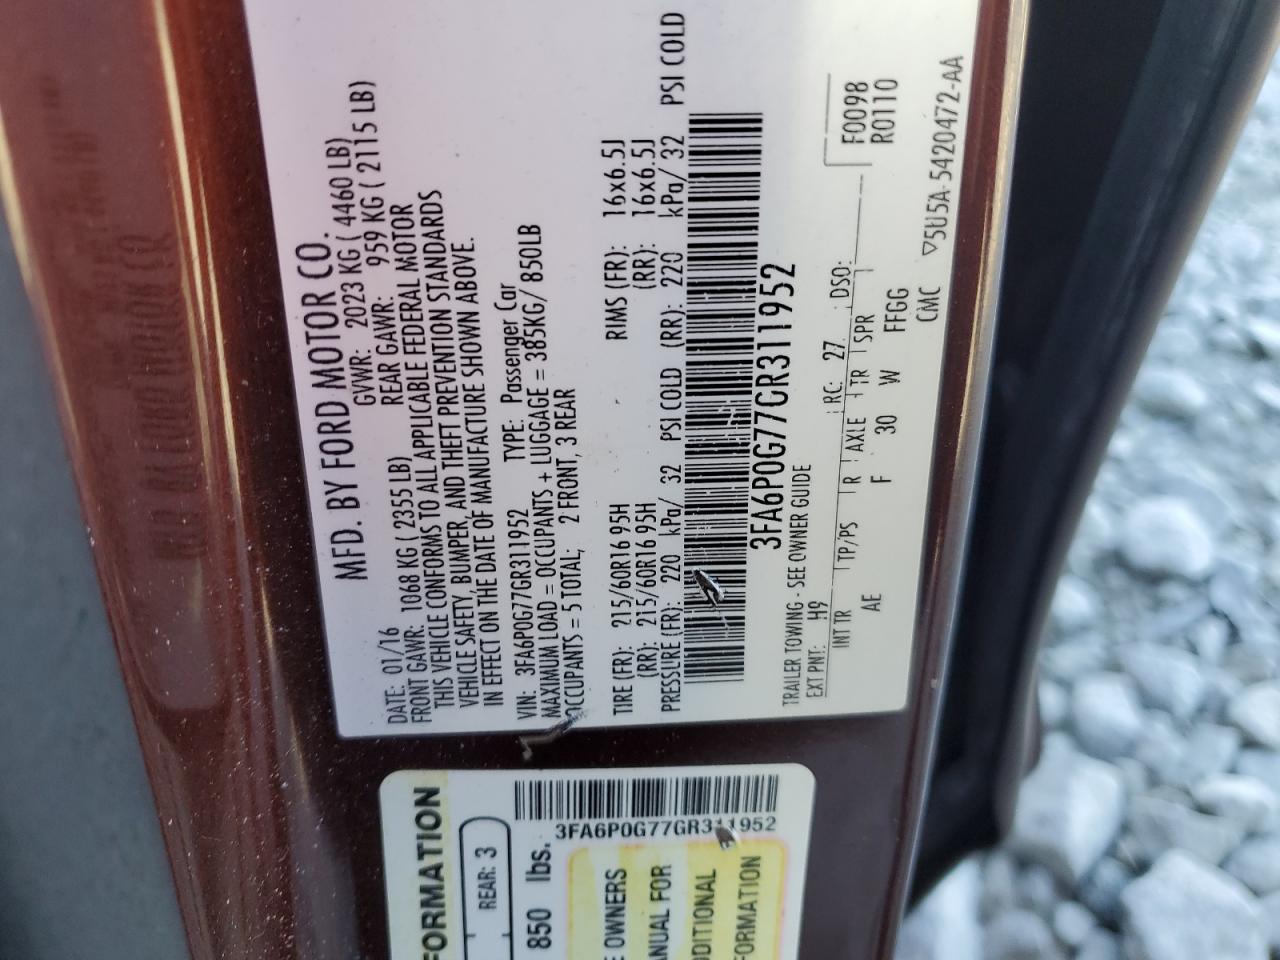 MFD. BY FORD MOTOR CO.
DATE: 01/16 GVWR: 2023 KG ( 4460 LB)
FRONT GAWR: 1068 KG ( 2355 LB) REAR GAWR: 959 KG ( 2115 LB)
THIS VEHICLE CONFORMS TO ALL APPLICABLE FEDERAL MOTOR
VEHICLE SAFETY, BUMPER, AND THEFT PREVENTION STANDARDS
IN EFFECT ON THE DATE OF MANUFACTURE SHOWN ABOVE.
VIN: 3FA6P0G77GR311952 TYPE: Passenger Car
MAXIMUM LOAD = OCCUPANTS + LUGGAGE = 385KG/ 850LB
OCCUPANTS = 5 TOTAL; 2 FRONT, 3 REAR
TIRE (FR): 215/60R16 95H RIMS (FR): 16x6.5J
(RR): 215/60R16 95H (RR): 16x6.5J
PRESSURE (FR): 220 kPa/ 32 PSI COLD (RR): 220 kPa/ 32 PSI COLD
3FA6P0G77GR311952
TRAILER TOWING - SEE OWNER GUIDE
EXT PNT: H9 RC: 27 DSO: F0098
INT TR TP/PS R AXLE TR SPR R0110
AE F 30 W FFGG
CMC ▽5U5A-5420472-AA
FORMATION
REAR: 3
3FA6P0G77GR311952
850 lbs.
E OWNERS
ANUAL FOR
DDITIONAL
FORMATION